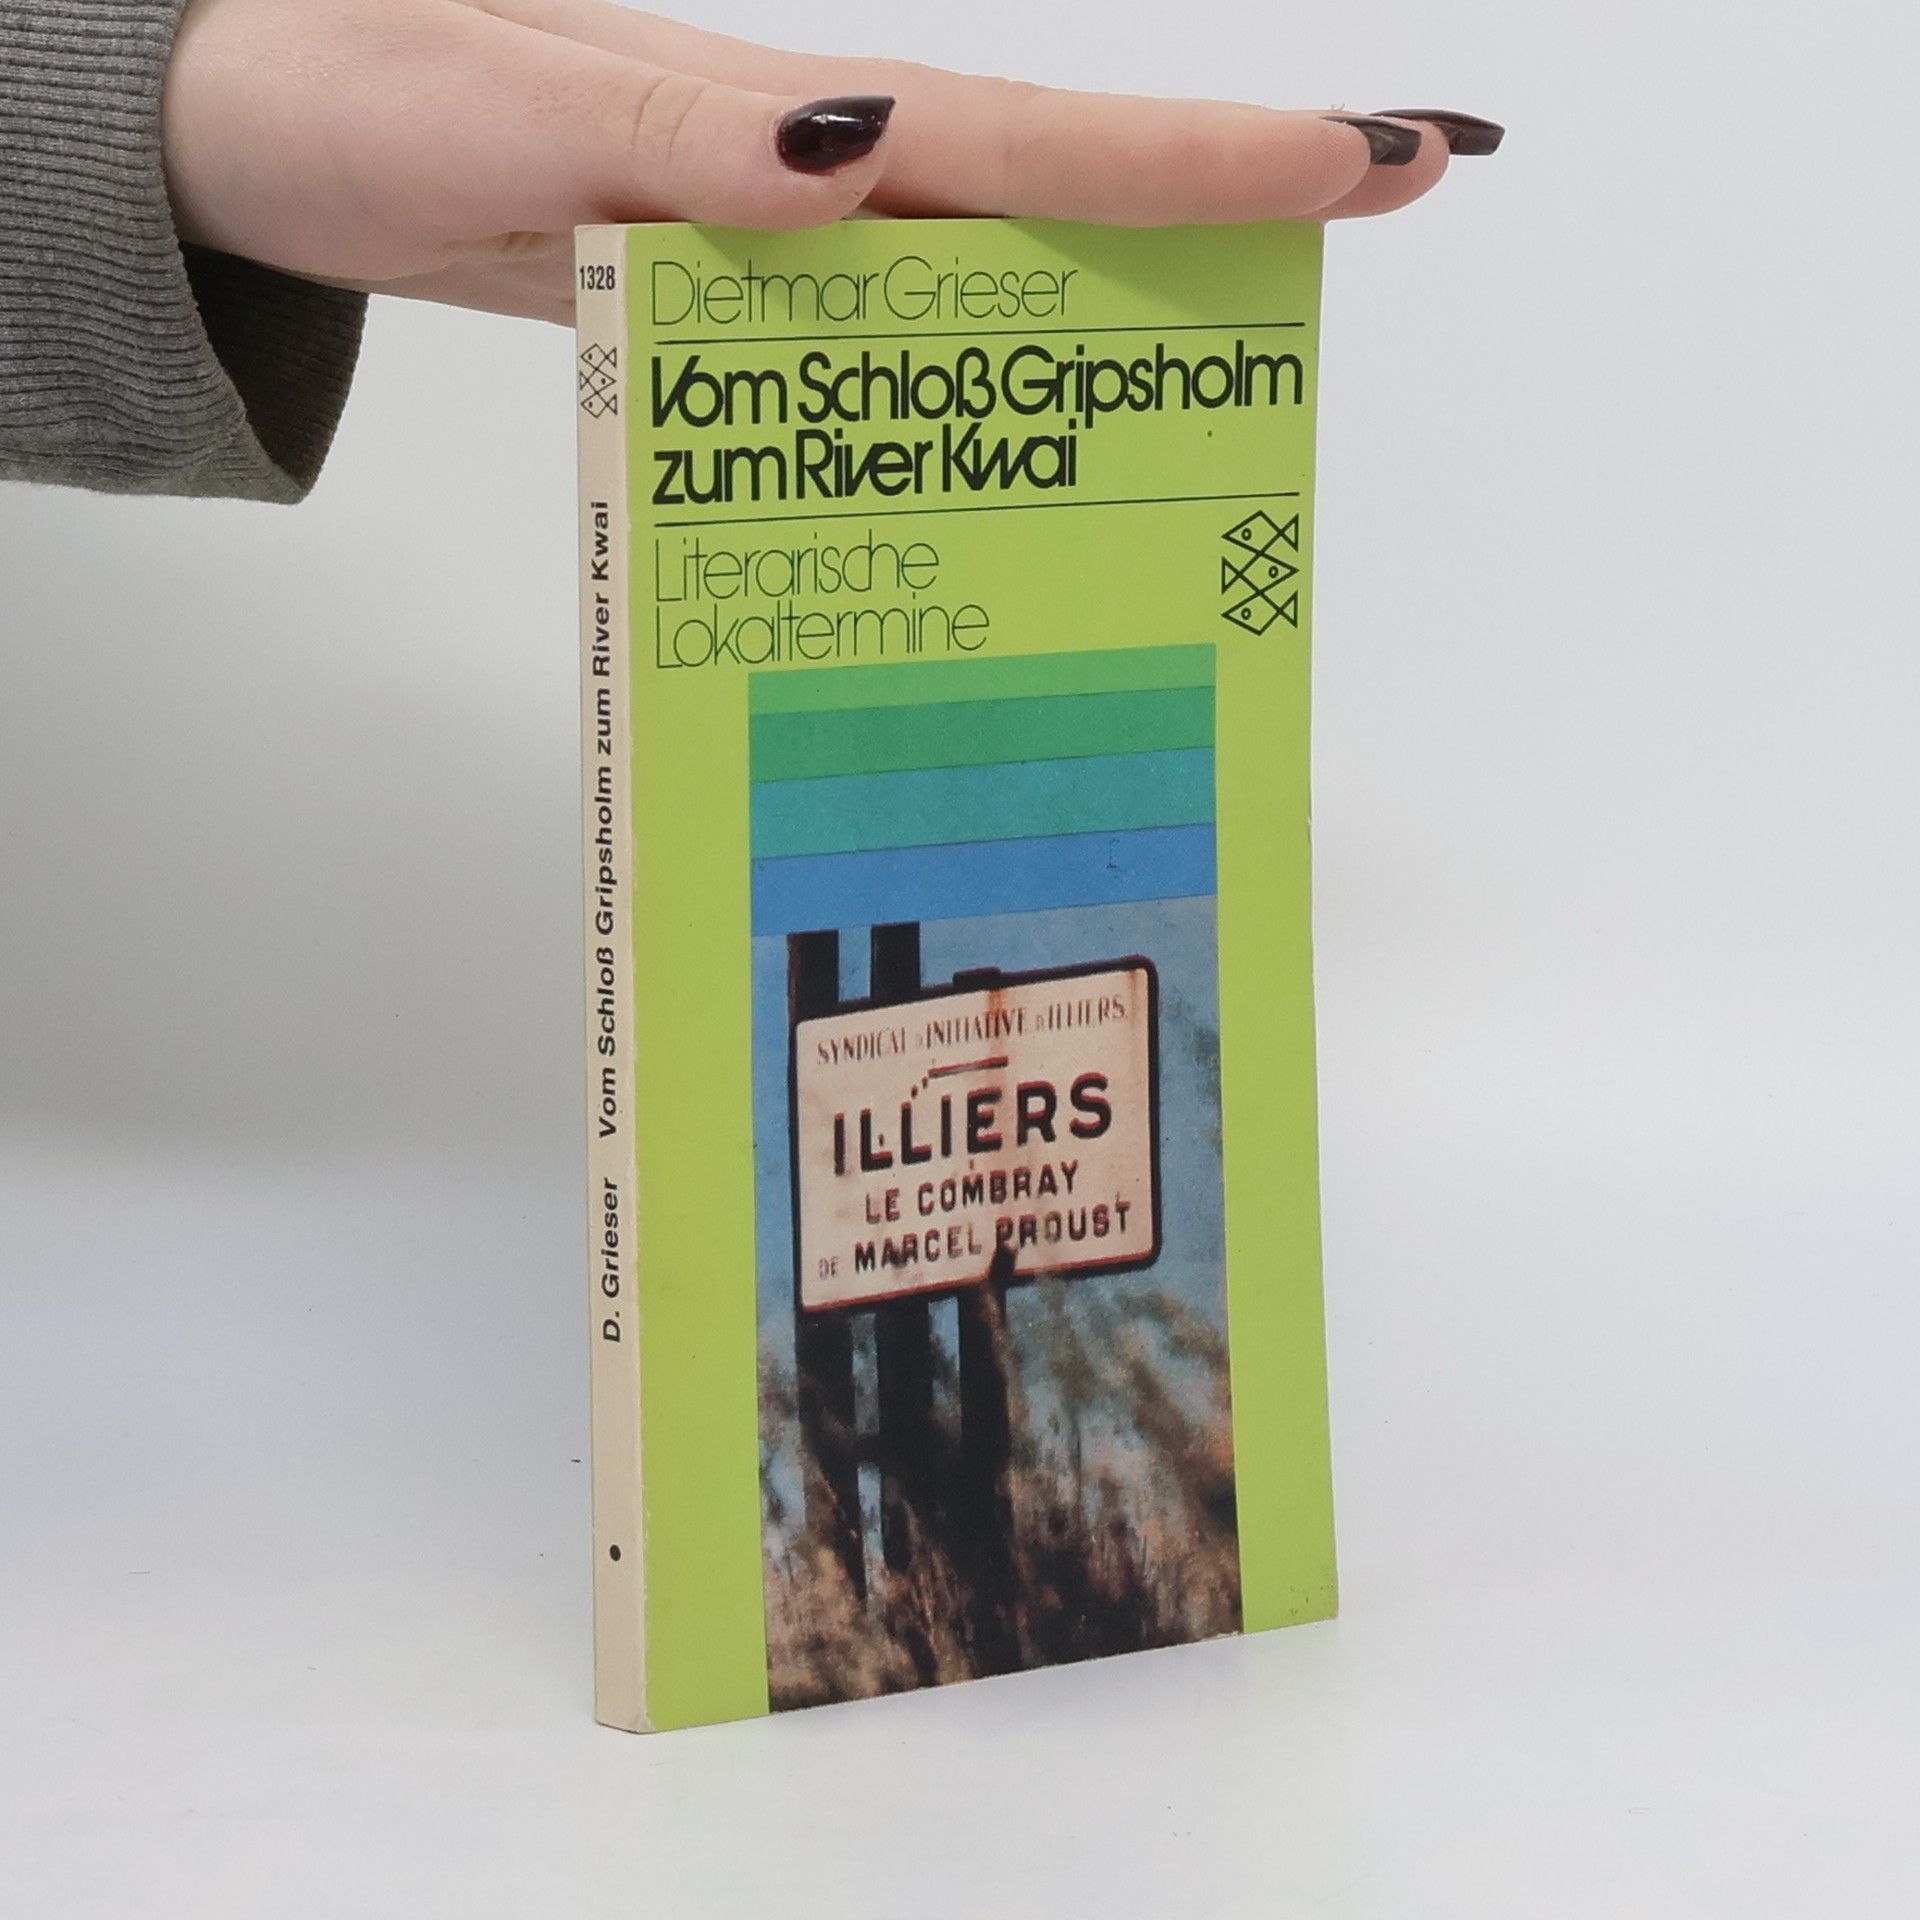 1328
D. Grieser Vom Schloß Gripsholm zum River Kwai
Dietmar Grieser
Vom Schloß Gripsholm
zum River Kwai
Literarische
Lokaltermine
SYNDICAT D'INITIATIVE D'ILLIERS
ILLIERS
LE COMBRAY
DE MARCEL PROUST